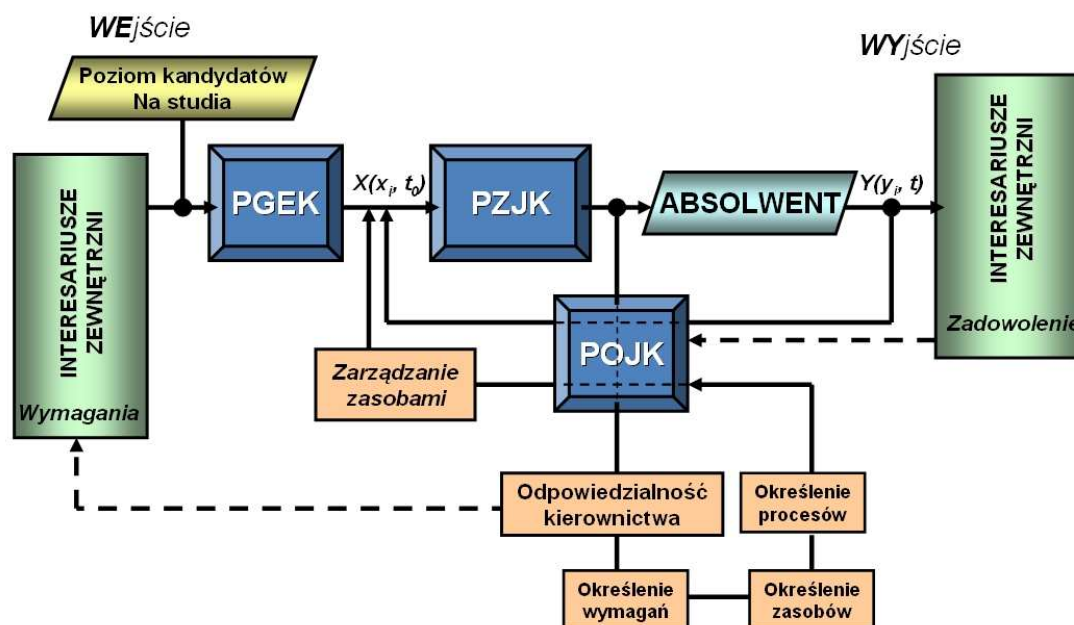 WEjście
WYjście
Poziom kandydatów
Na studia
INTERESARIUSZE
ZEWNĘTRZNI
Wymagania
PGEK
X(xi, t0)
PZJK
ABSOLWENT
Y(yi, t)
INTERESARIUSZE
ZEWNĘTRZNI
Zadowolenie
POJK
Zarządzanie
zasobami
Odpowiedzialność
kierownictwa
Określenie
procesów
Określenie
wymagań
Określenie
zasobów